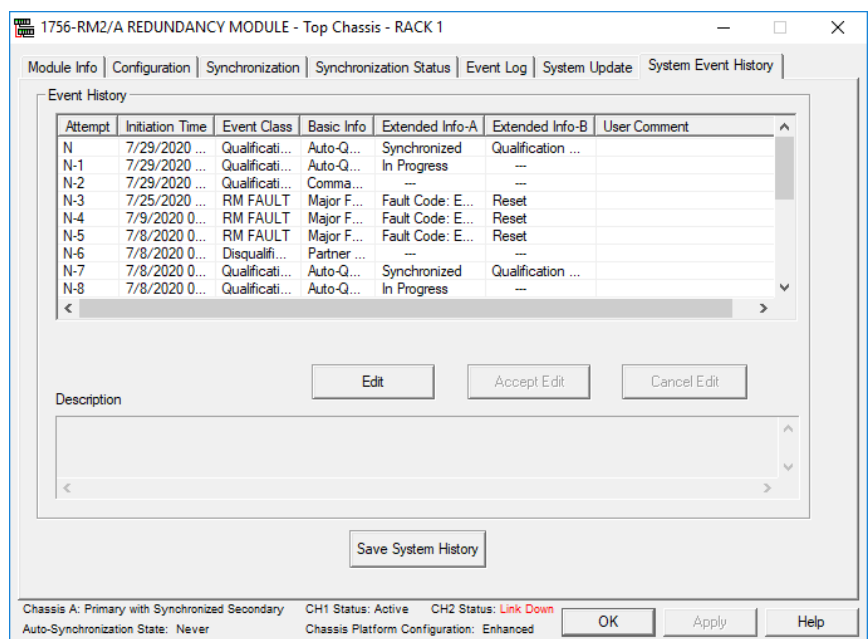 1756-RM2/A REDUNDANCY MODULE - Top Chassis - RACK 1
Module Info Configuration Synchronization Synchronization Status Event Log System Update System Event History
Event History
Attempt Initiation Time Event Class Basic Info Extended Info-A Extended Info-B User Comment
N 7/29/2020 ... Qualificati... Auto-Q... Synchronized Qualification ...
N-1 7/29/2020 ... Qualificati... Auto-Q... In Progress ---
N-2 7/29/2020 ... Qualificati... Comma... --- ---
N-3 7/25/2020 ... RM FAULT Major F... Fault Code: E... Reset
N-4 7/9/2020 0... RM FAULT Major F... Fault Code: E... Reset
N-5 7/8/2020 0... RM FAULT Major F... Fault Code: E... Reset
N-6 7/8/2020 0... Disqualifi... Partner ... --- ---
N-7 7/8/2020 0... Qualificati... Auto-Q... Synchronized Qualification ...
N-8 7/8/2020 0... Qualificati... Auto-Q... In Progress ---
Edit Accept Edit Cancel Edit
Description
Save System History
Chassis A: Primary with Synchronized Secondary CH1 Status: Active CH2 Status: Link Down
Auto-Synchronization State: Never Chassis Platform Configuration: Enhanced
OK Apply Help